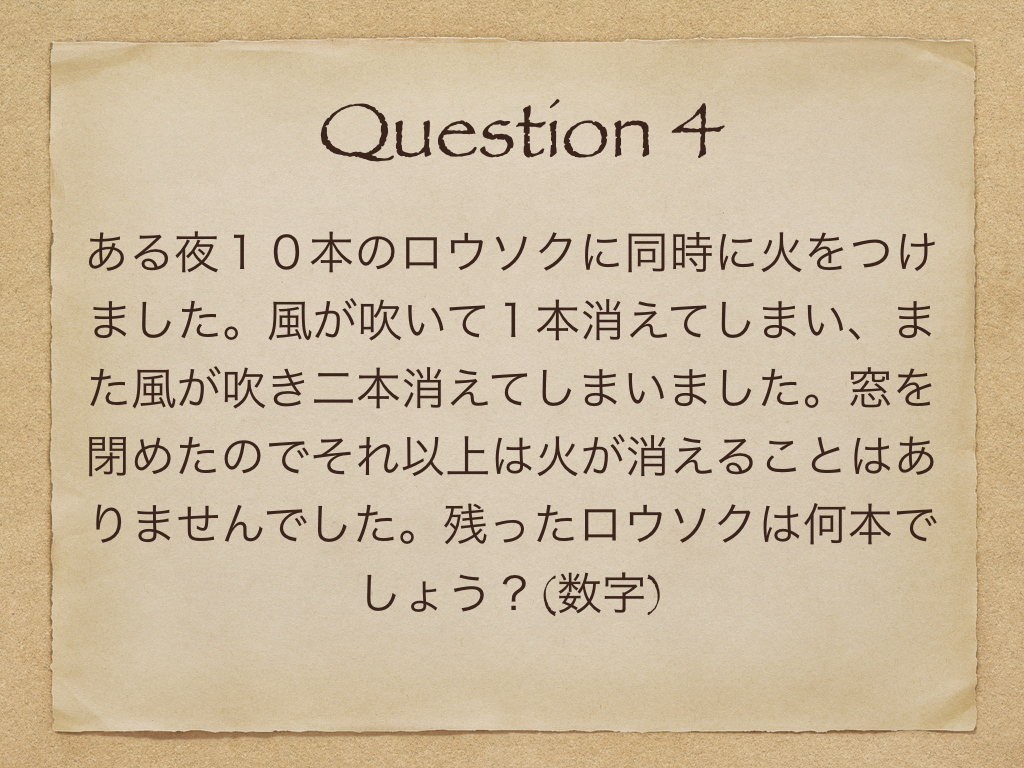 Question 4
ある夜１０本のロウソクに同時に火をつけ
ました。風が吹いて１本消えてしまい、ま
た風が吹き二本消えてしまいました。窓を
閉めたのでそれ以上は火が消えることはあ
りませんでした。残ったロウソクは何本で
しょう？(数字)